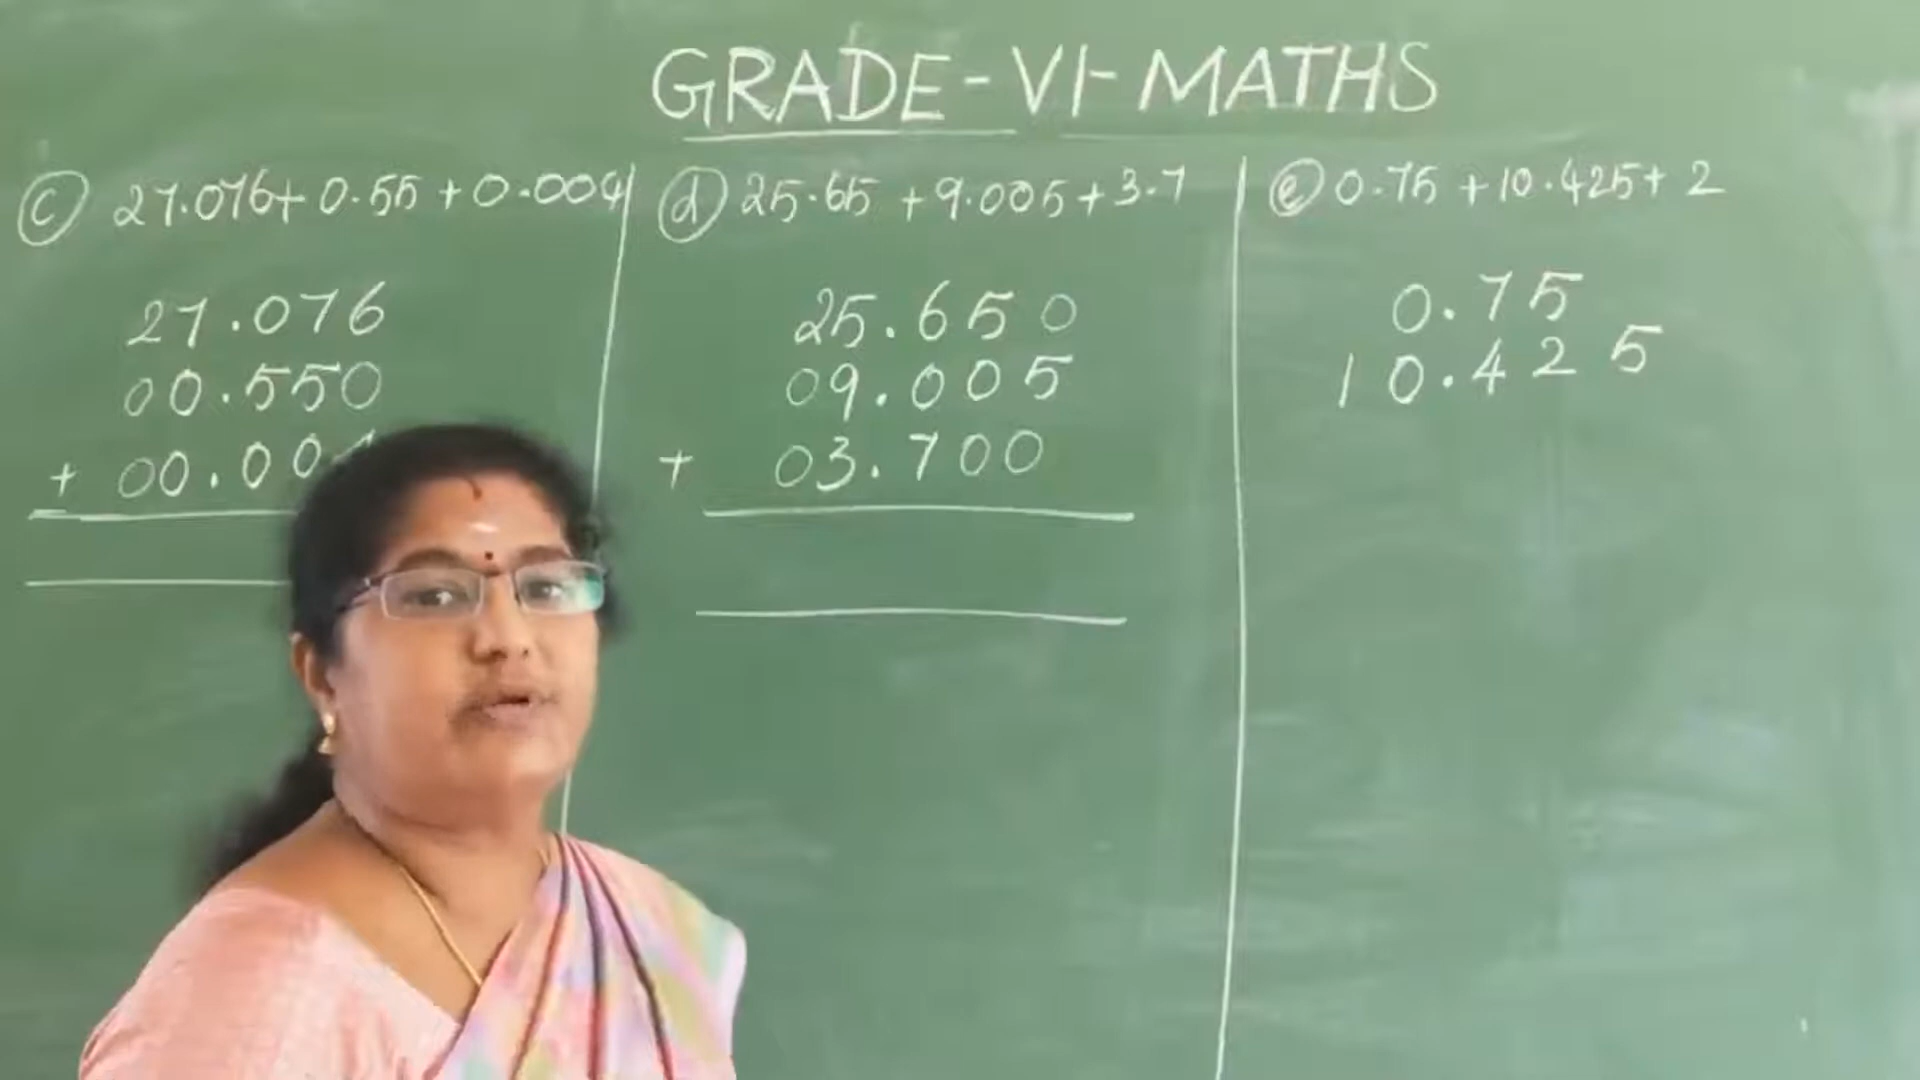 GRADE-VI-MATHS
(c) 27.076+ 0.55 + 0.004
27.076
00.550
+ 00.00
(d) 25.65 + 9.005 + 3.7
25.650
09.005
+ 03.700
(e) 0.75 + 10.425 + 2
0.75
10.425